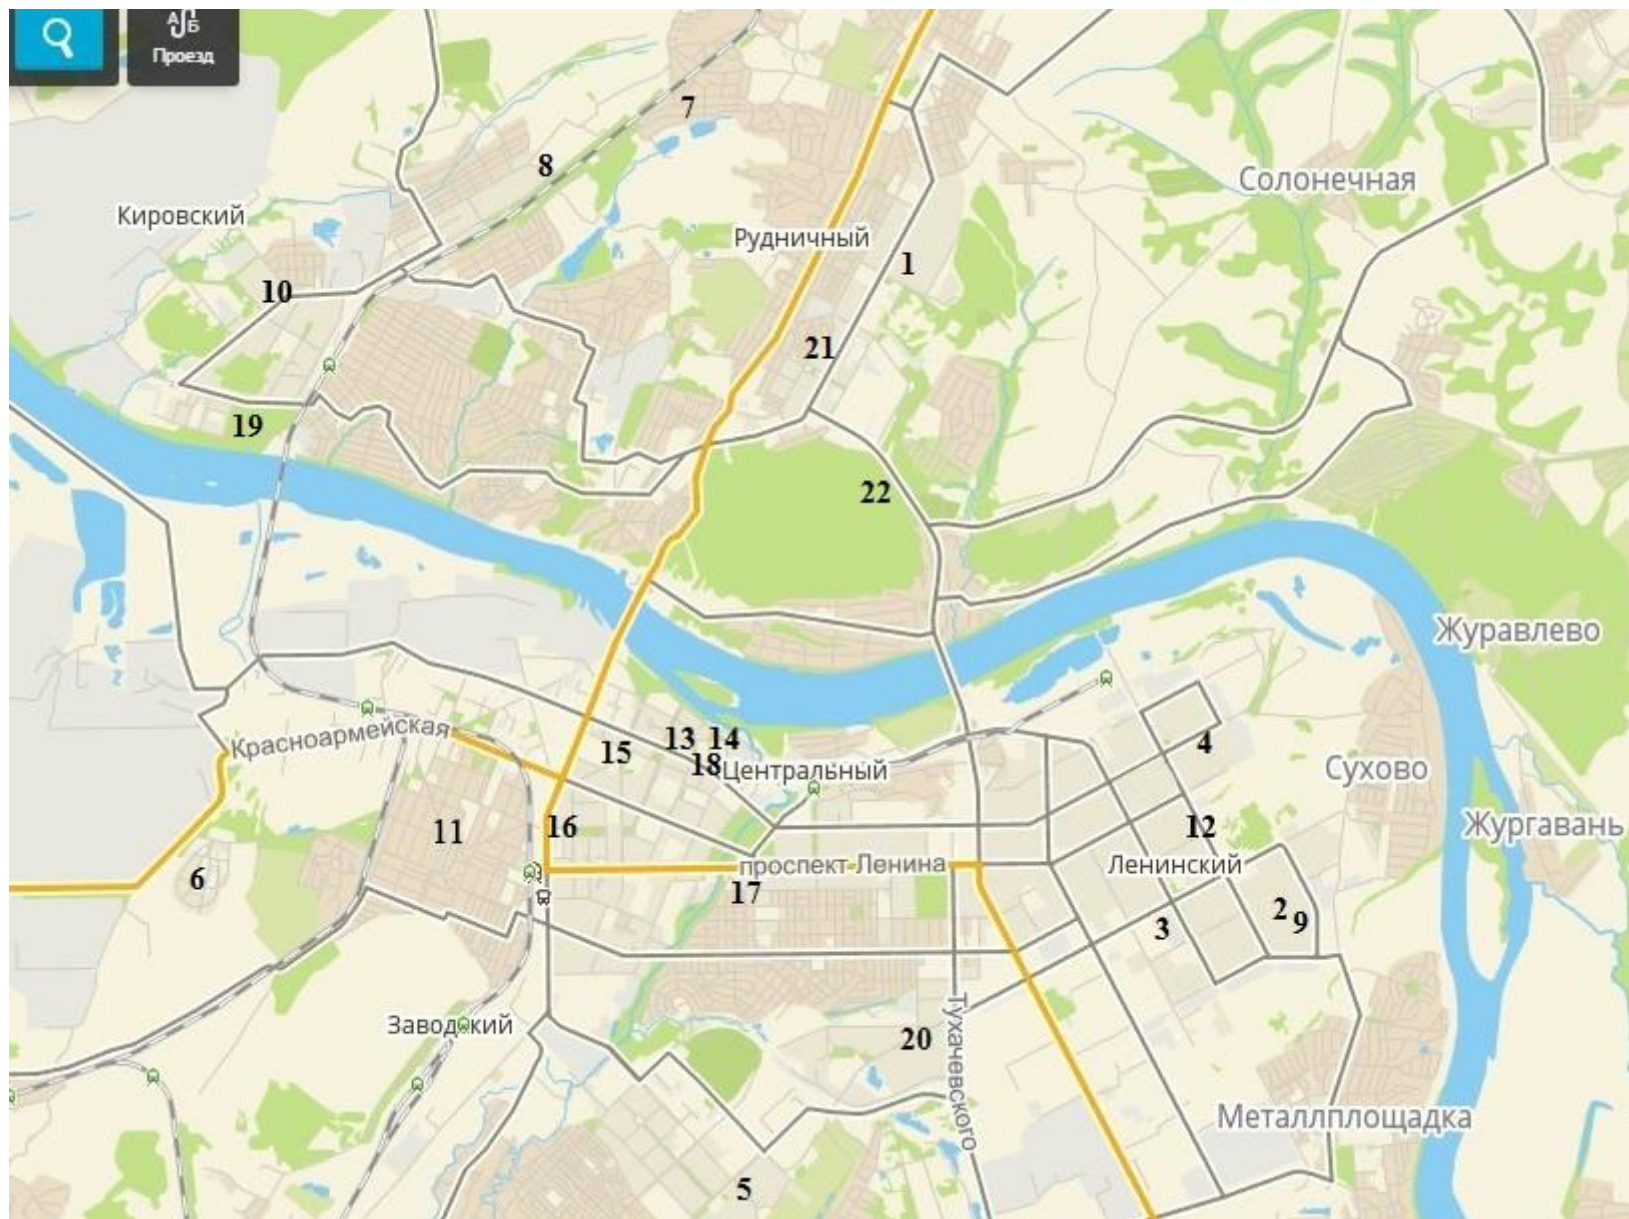 А Б
Проезд
7
8
Солонечная
Кировский
Рудничный
1
10
21
19
22
Журавлево
Красноармейская
13
14
15
18
Центральный
4
Сухово
16
11
12
Жургавань
проспект Ленина
Ленинский
6
17
2
9
3
Заводский
20
Тухачевского
Металлплощадка
5